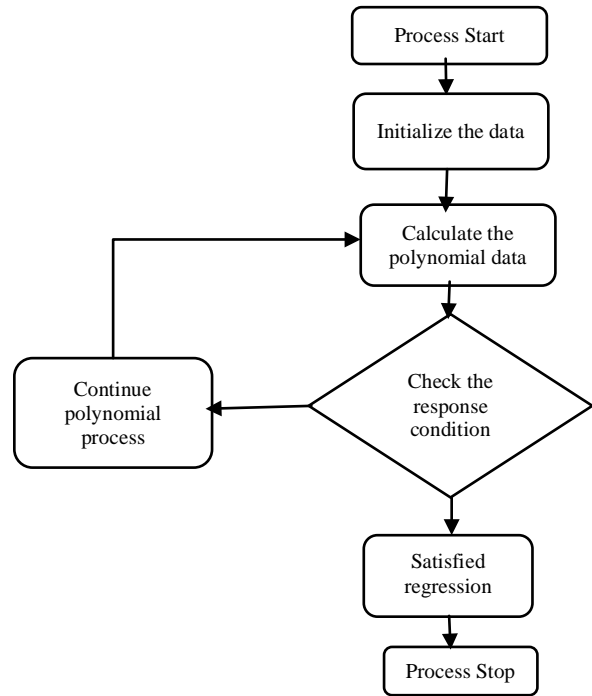 Process Start
Initialize the data
Calculate the
polynomial data
Continue
polynomial
process
Check the
response
condition
Satisfied
regression
Process Stop